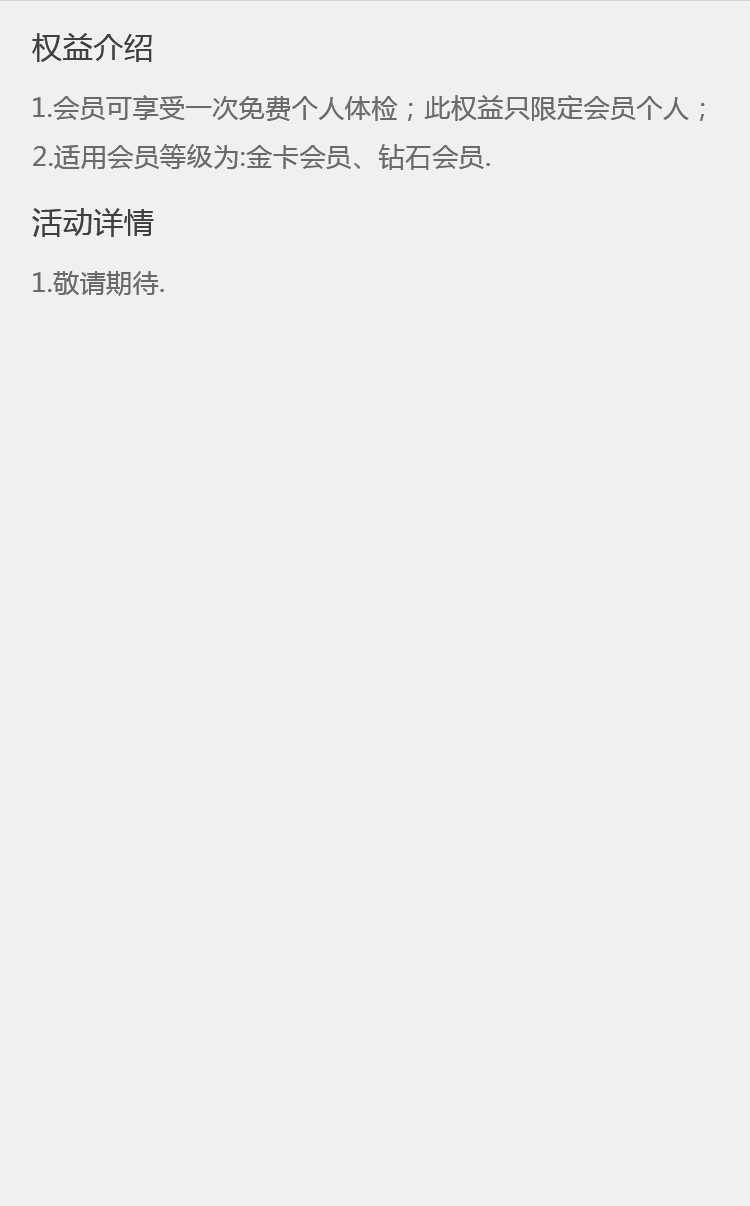 权益介绍
1.会员可享受一次免费个人体检；此权益只限定会员个人；
2.适用会员等级为:金卡会员、钻石会员.
活动详情
1.敬请期待.